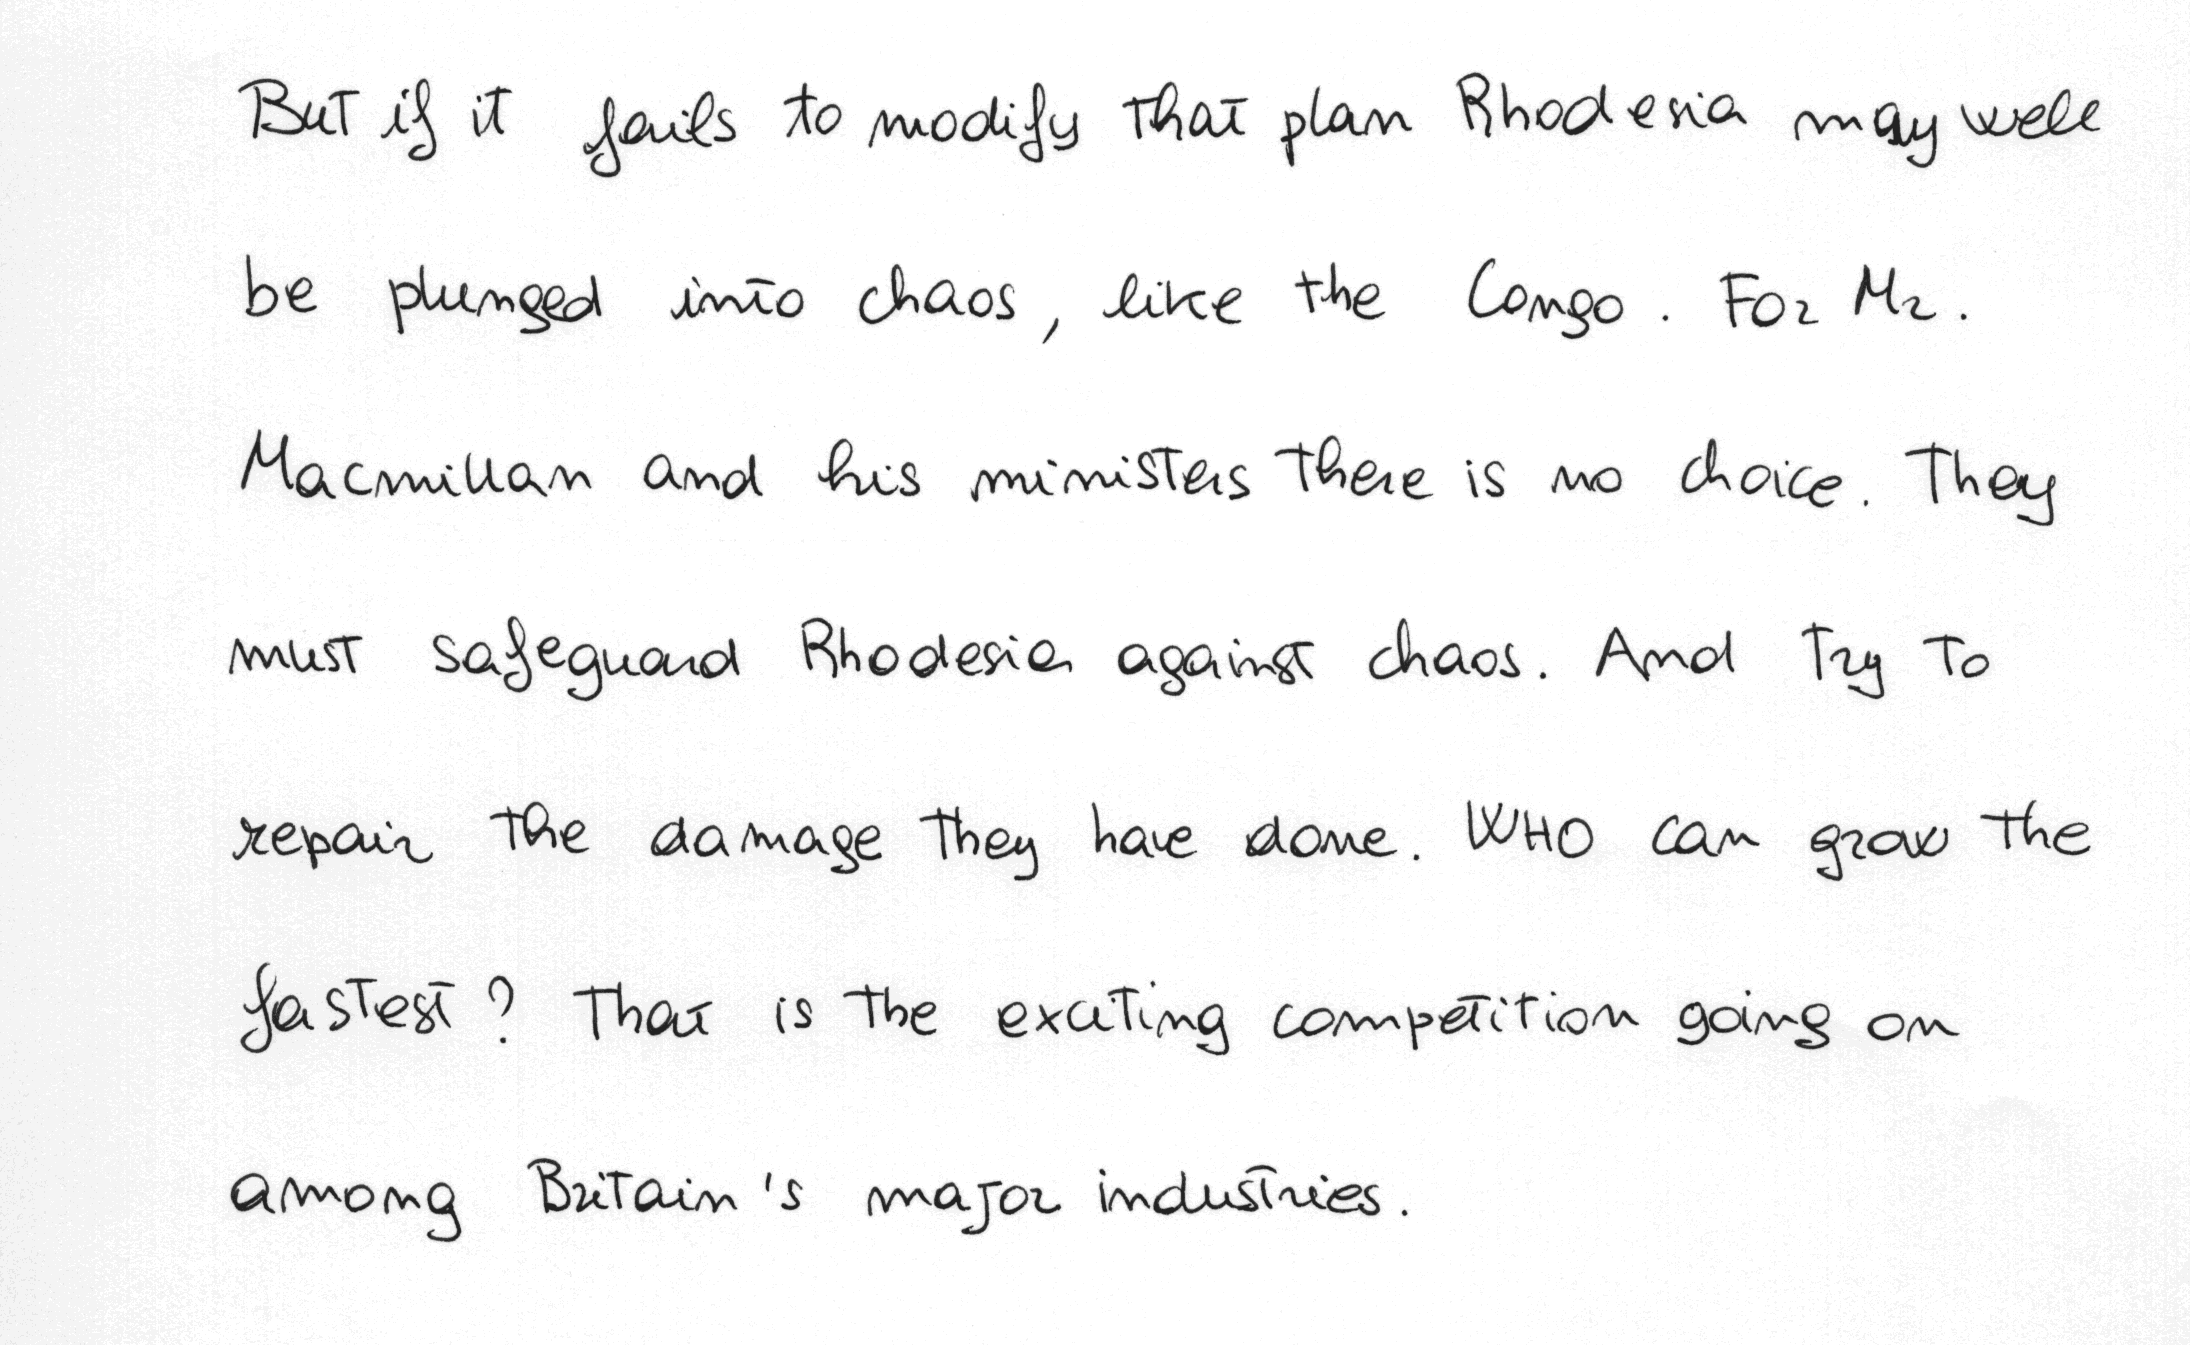 But if it fails to modify that plan Rhodesia may well
be plunged into chaos, like the Congo. For Mr.
Macmillan and his ministers there is no choice. They
must safeguard Rhodesia against chaos. And try to
repair the damage they have done. WHO can grow the
fastest? That is the exciting competition going on
among Britain's major industries.